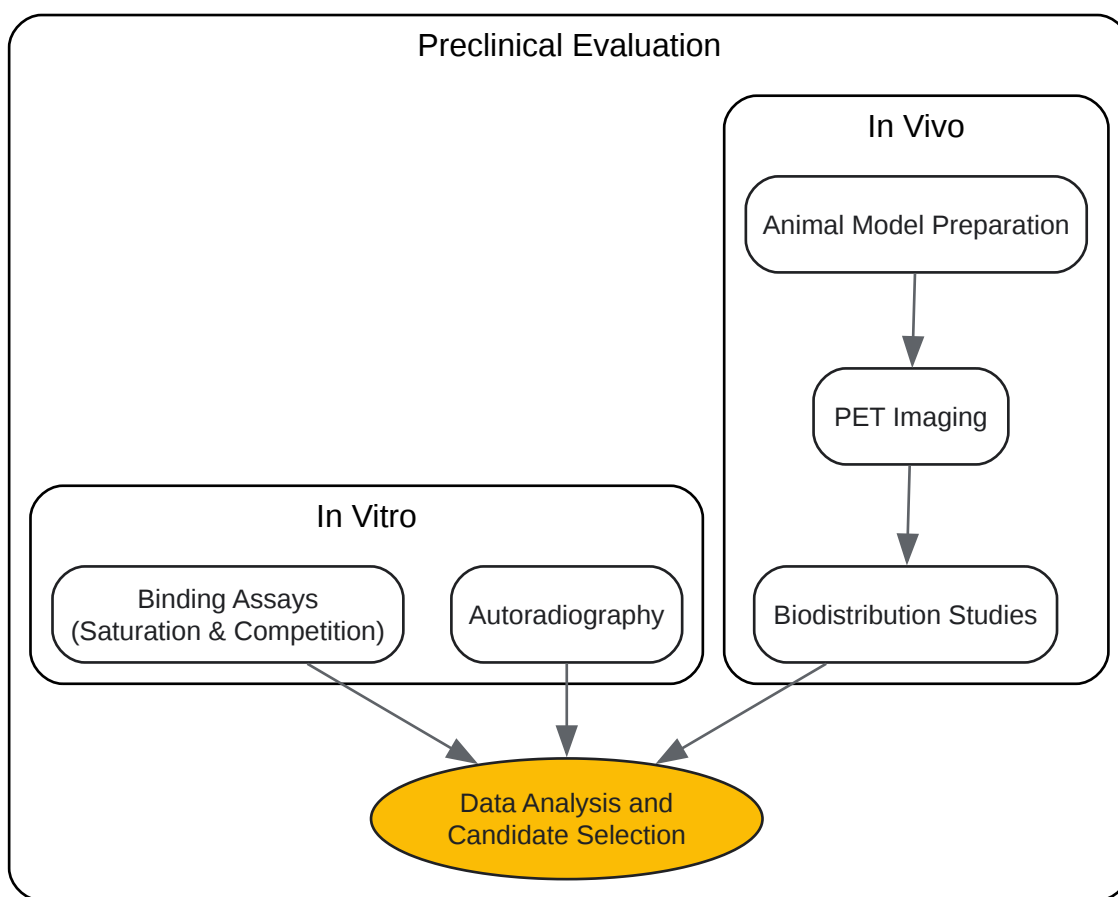 Preclinical Evaluation
In Vivo
Animal Model Preparation
PET Imaging
In Vitro
Binding Assays
(Saturation & Competition)
Autoradiography
Biodistribution Studies
Data Analysis and
Candidate Selection